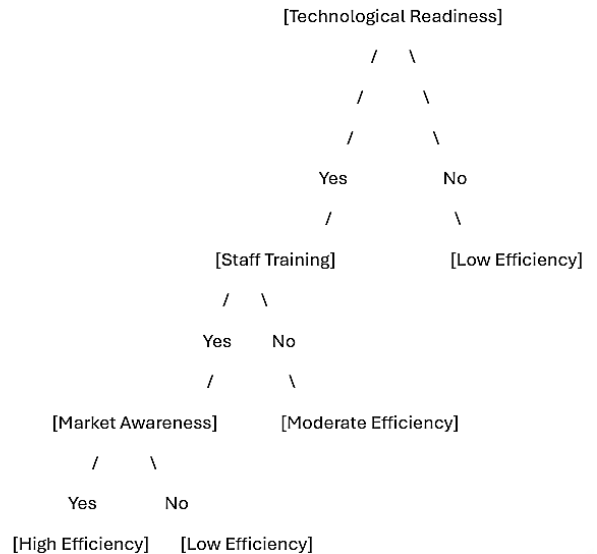 [Technological Readiness]
/ \
/ \
/ \
Yes No
/ \
[Staff Training] [Low Efficiency]
/ \
Yes No
/ \
[Market Awareness] [Moderate Efficiency]
/ \
Yes No
[High Efficiency] [Low Efficiency]